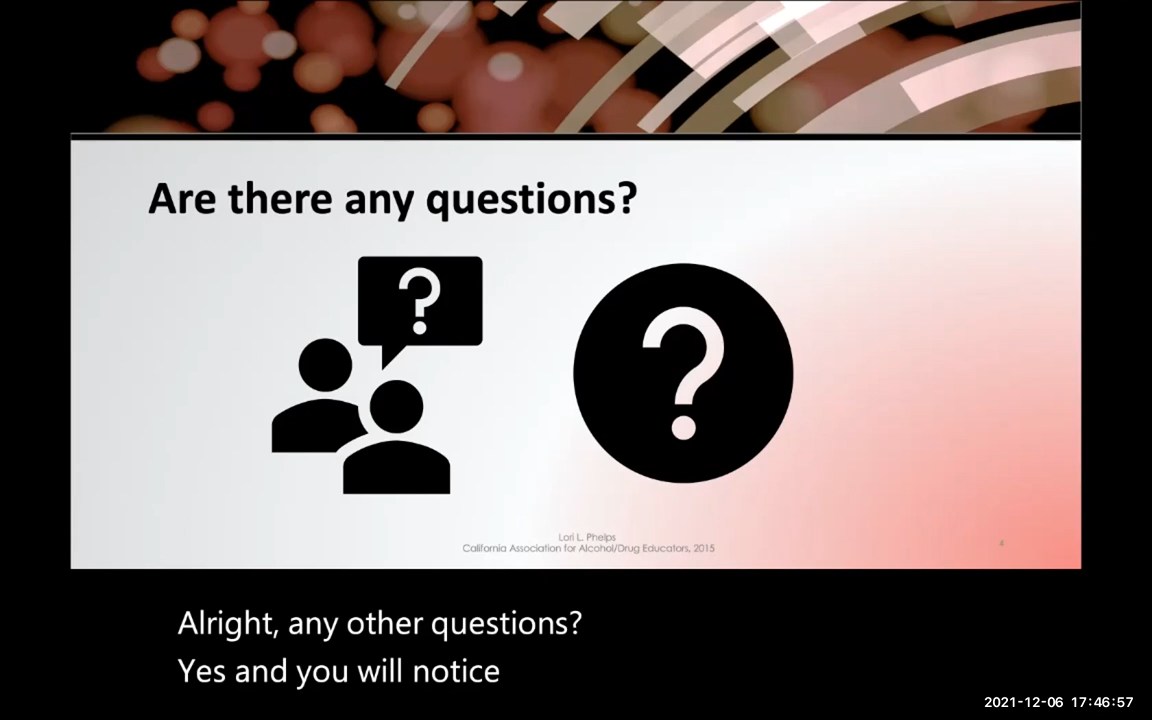 Are there any questions?
?
?
Lori L. Phelps
California Association for Alcohol/Drug Educators, 2015
4
Alright, any other questions?
Yes and you will notice
2021-12-06 17:46:57